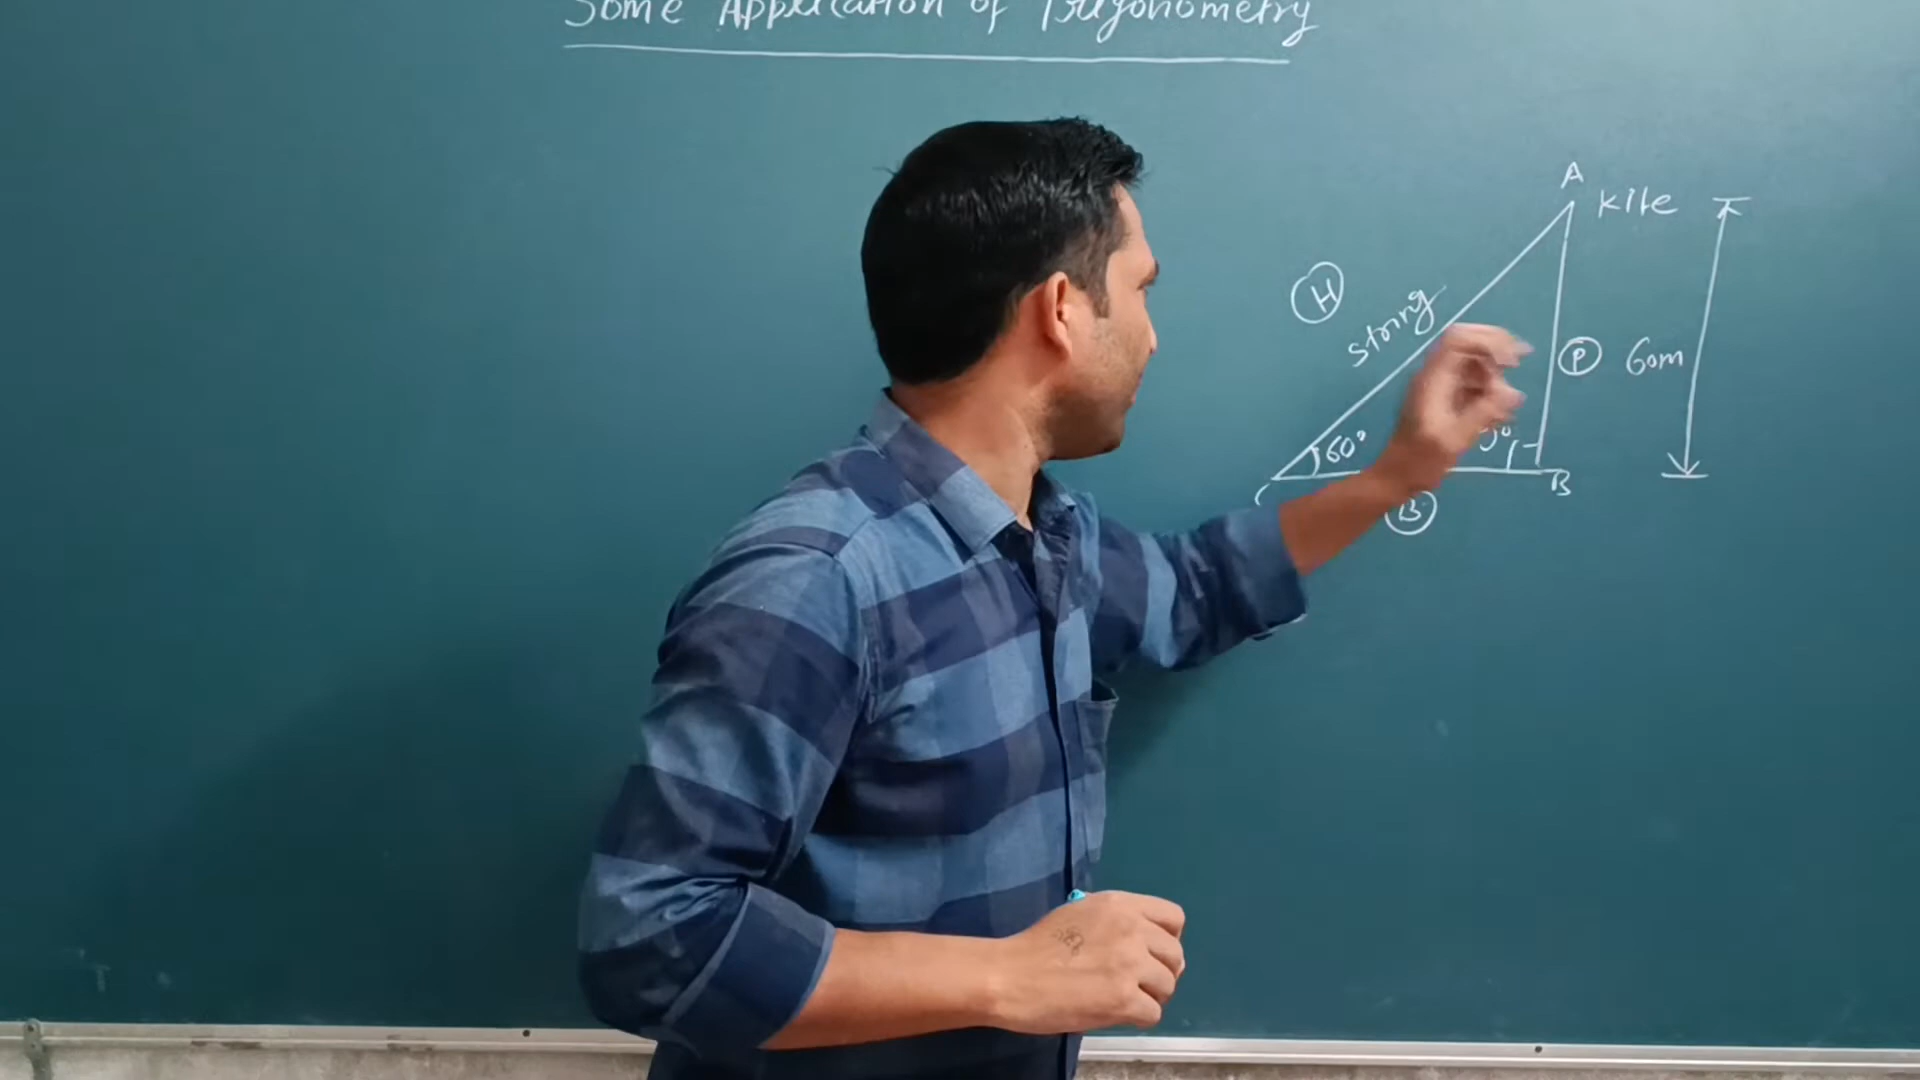 Some Application of Trigonometry
A
kite
H
string
P 60m
60°
B
C
B